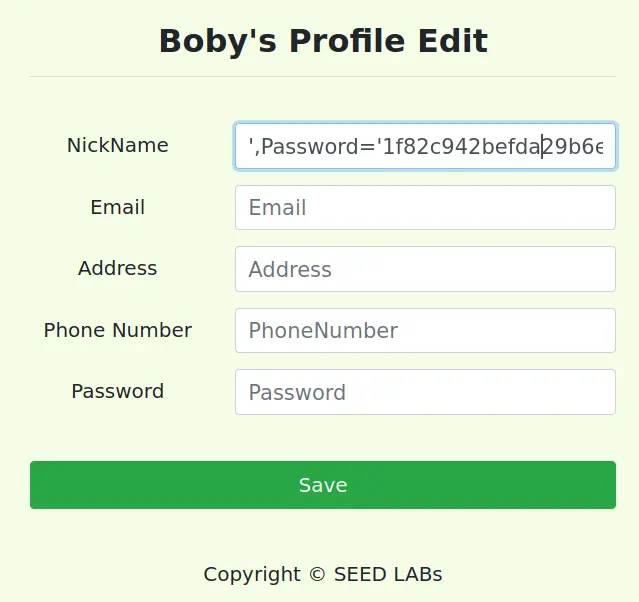 Boby's Profile Edit
NickName ',Password='1f82c942befda29b6e
Email Email
Address Address
Phone Number PhoneNumber
Password Password
Save
Copyright © SEED LABs